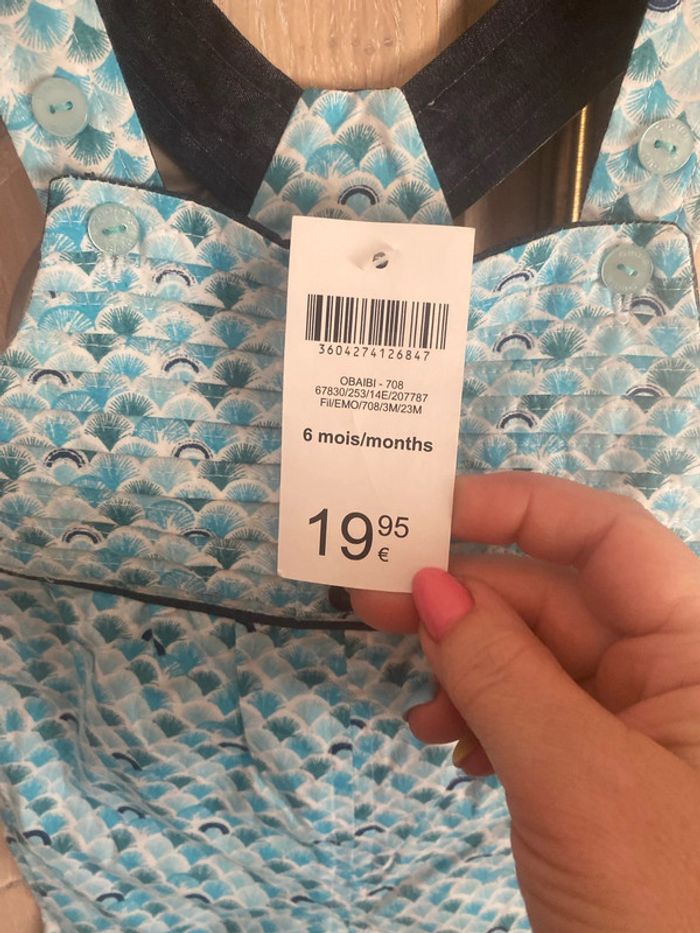 3604274126847
OBAIBI - 708
67830/253/14E/207787
Fil/EMO/708/3M/23M
6 mois/months
19 95
€